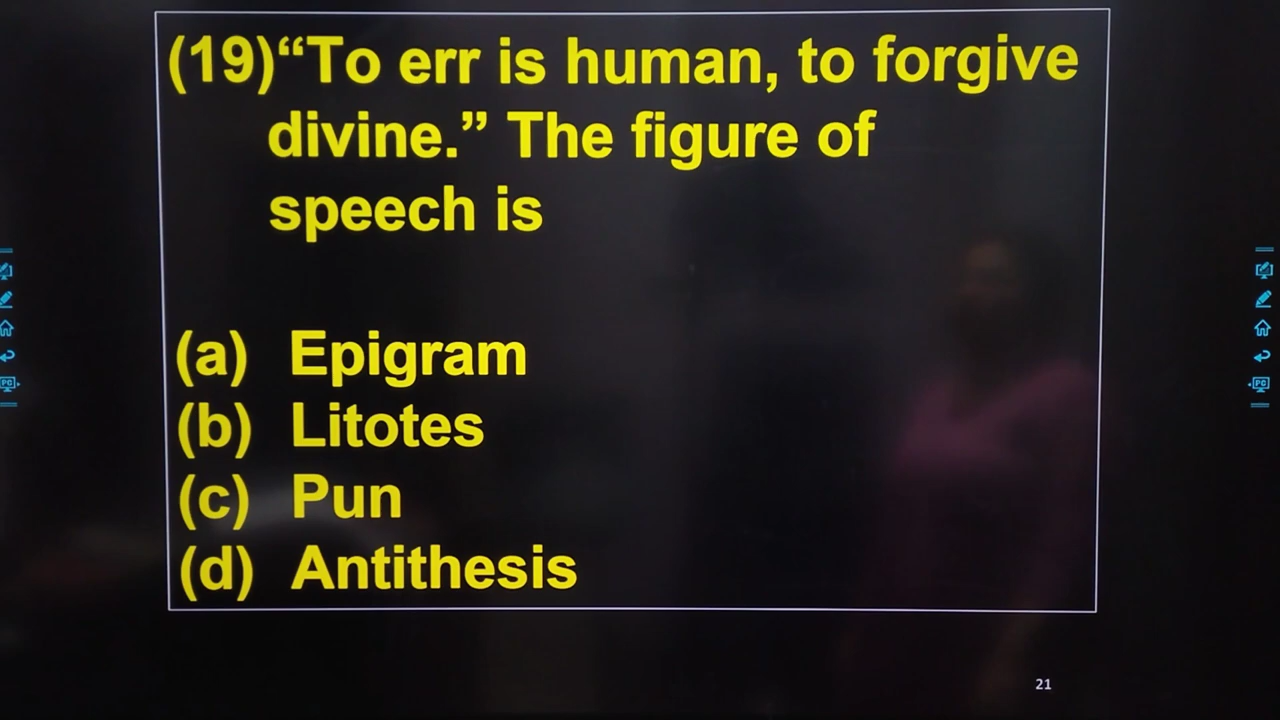 (19)“To err is human, to forgive
divine.” The figure of
speech is
(a) Epigram
(b) Litotes
(c) Pun
(d) Antithesis
21